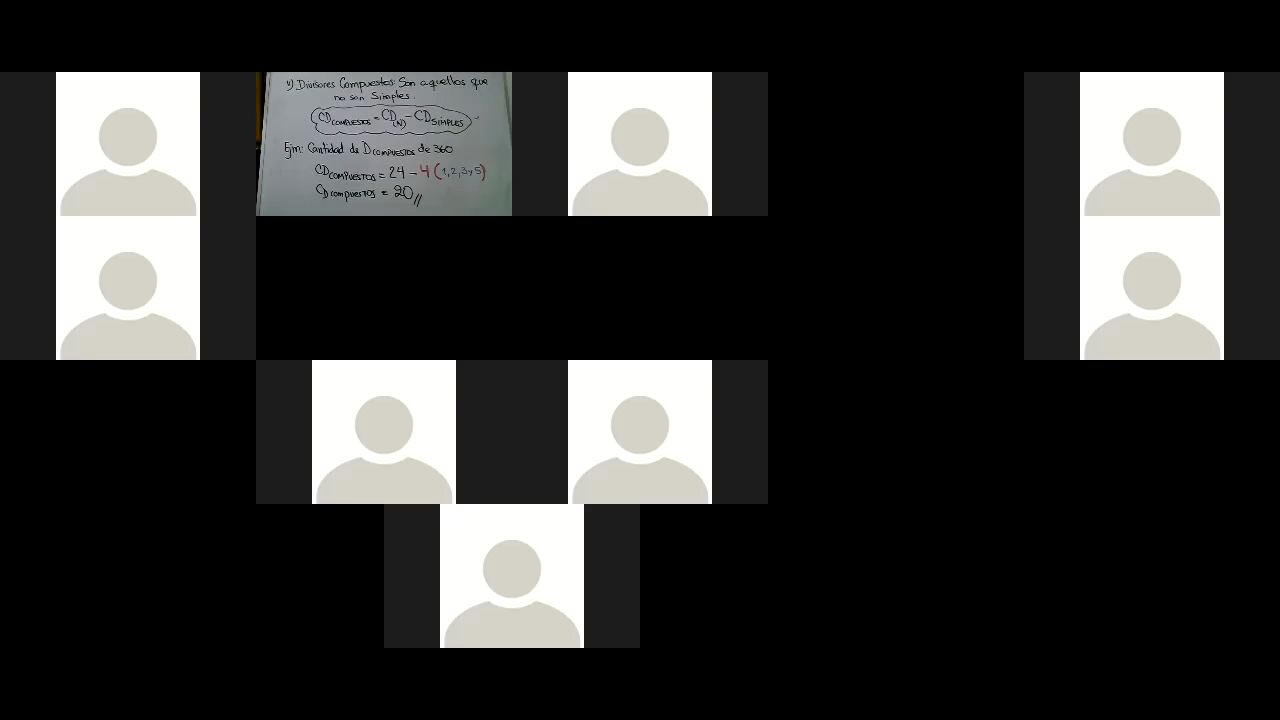 v) Divisores Compuestos: Son aquellos que
no son Simples.
CD COMPUESTOS = CD(N) - CD SIMPLES
Ejm: Cantidad de D compuestos de 360
CD COMPUESTOS = 24 - 4 (1,2,3 y 5)
CD compuestos = 20 //